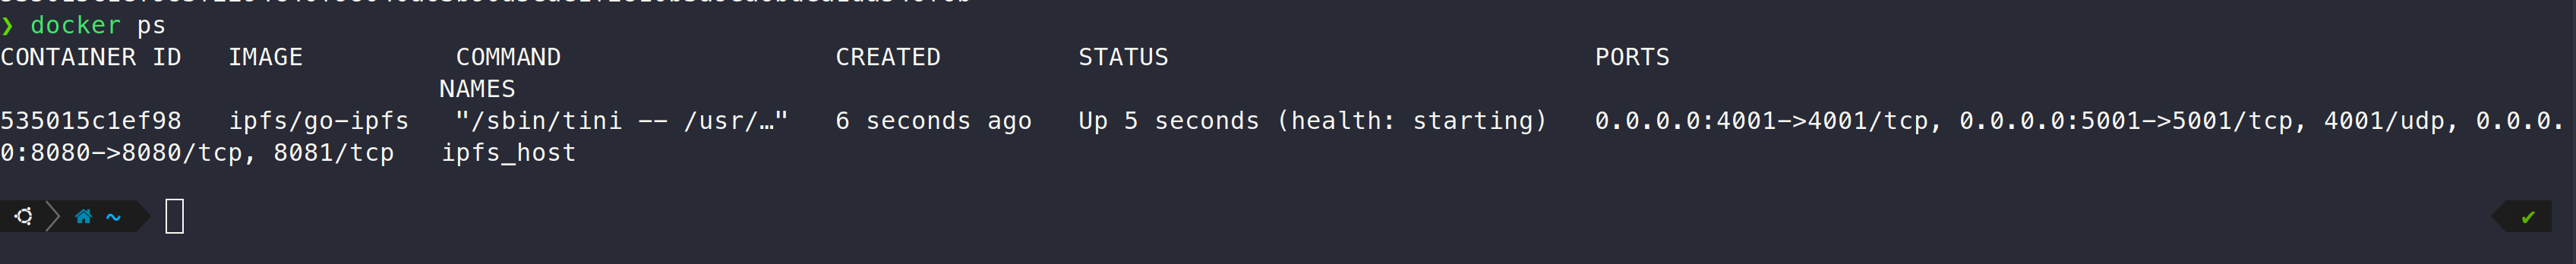 ❯ docker ps
CONTAINER ID   IMAGE          COMMAND                  CREATED         STATUS                            PORTS
                             NAMES
535015c1ef98   ipfs/go-ipfs   "/sbin/tini -- /usr/…"   6 seconds ago   Up 5 seconds (health: starting)   0.0.0.0:4001->4001/tcp, 0.0.0.0:5001->5001/tcp, 4001/udp, 0.0.0.
0:8080->8080/tcp, 8081/tcp   ipfs_host
~ ✔